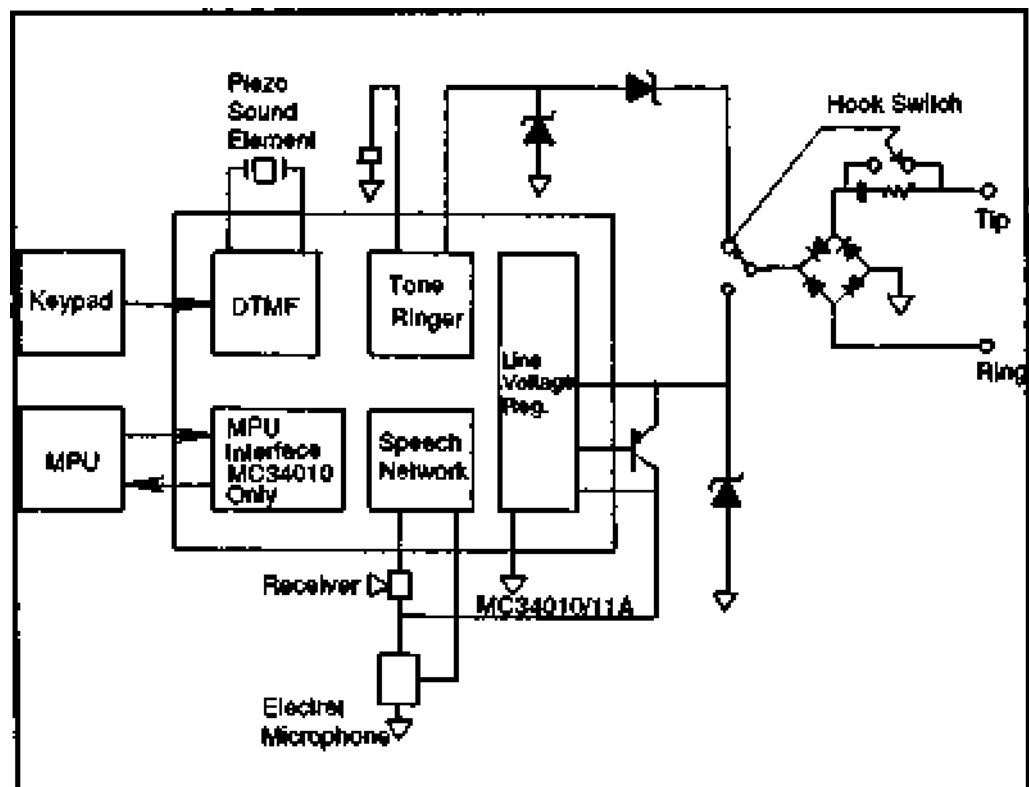 Piezo
Sound
Element
Hook Switch
Tip
Keypad
DTMF
Tone
Ringer
Line
Voltage
Reg.
Ring
MPU
MPU
Interface
MC34010
Only
Speech
Network
Receiver
MC34010/11A
Electret
Microphone